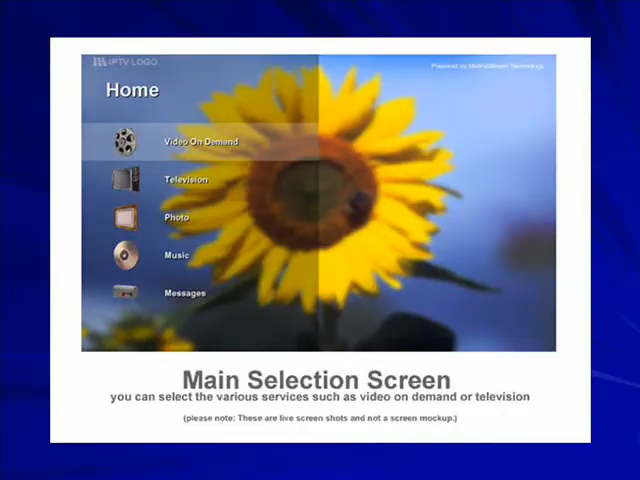 IPTV LOGO
Powered by
Technology
Home
Video On Demand
Television
Photo
Music
Messages
Main Selection Screen
you can select the various services such as video on demand or television
(please note: These are live screen shots and not a screen mockup.)